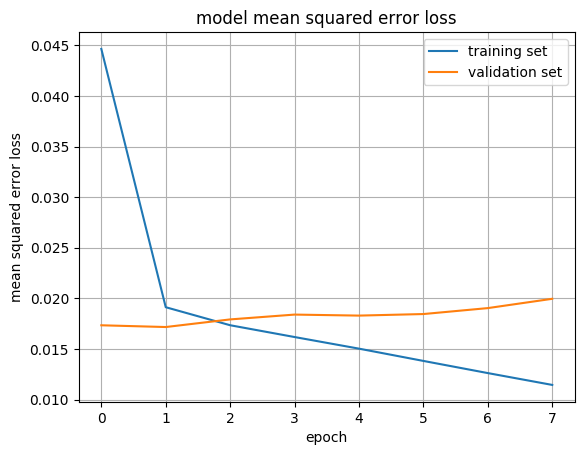 model mean squared error loss
training set
validation set
mean squared error loss
0.045
0.040
0.035
0.030
0.025
0.020
0.015
0.010
0 1 2 3 4 5 6 7
epoch